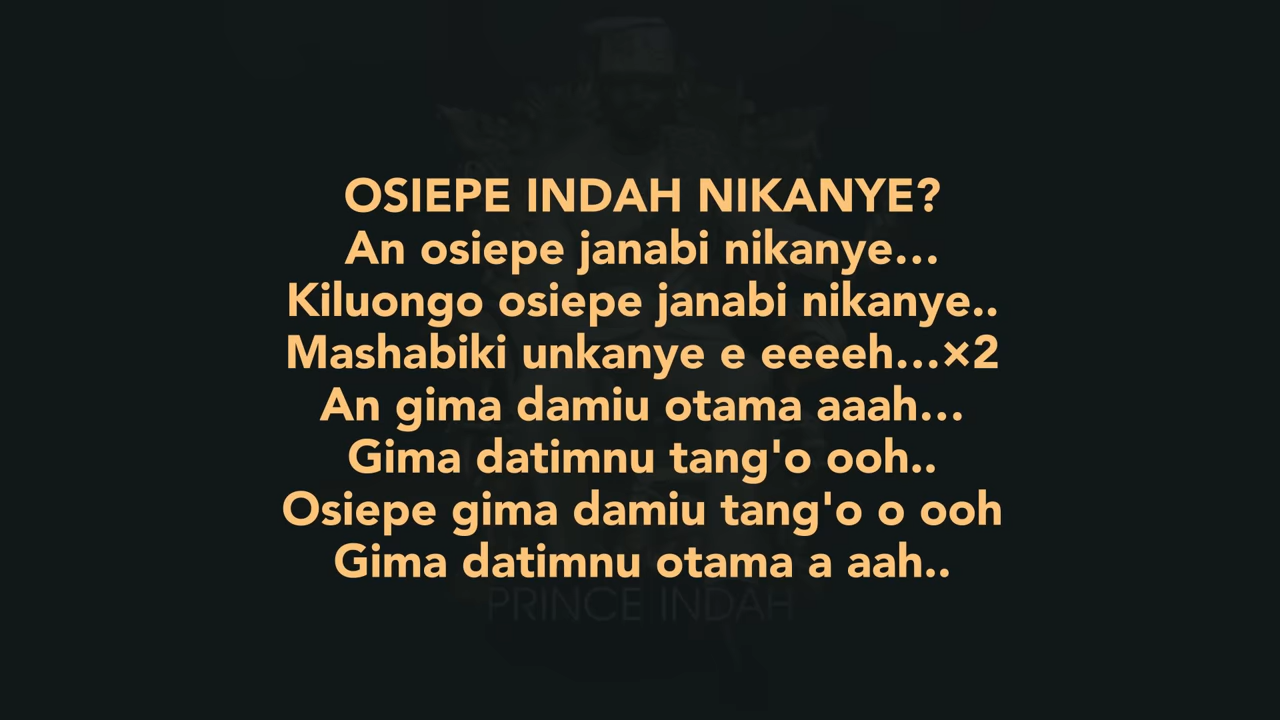 OSIEPE INDAH NIKANYE?
An osiepe janabi nikanye...
Kiluongo osiepe janabi nikanye..
Mashabiki unkanye e eeeeh...×2
An gima damiu otama aaah...
Gima datimnu tang'o ooh..
Osiepe gima damiu tang'o o ooh
Gima datimnu otama a aah..
PRINCE INDAH